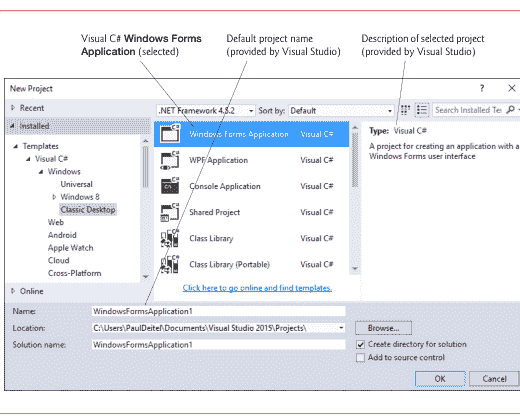 Visual C# Windows Forms
Application (selected)
Default project name
(provided by Visual Studio)
Description of selected project
(provided by Visual Studio)
New Project
? X
Recent
.NET Framework 4.5.2
Sort by: Default
Search Installed Ter
Installed
Templates
Visual C#
Windows
Universal
Windows 8
Classic Desktop
Web
Android
Apple Watch
Cloud
Cross-Platform
Online
Windows Forms Application Visual C#
WPF Application Visual C#
Console Application Visual C#
Shared Project Visual C#
Class Library Visual C#
Class Library (Portable) Visual C#
Click here to go online and find templates.
Type: Visual C#
A project for creating an application with a
Windows Forms user interface
Name: WindowsFormsApplication1
Location: C:\Users\PaulDeitel\Documents\Visual Studio 2015\Projects\
Browse...
Solution name: WindowsFormsApplication1
Create directory for solution
Add to source control
OK Cancel